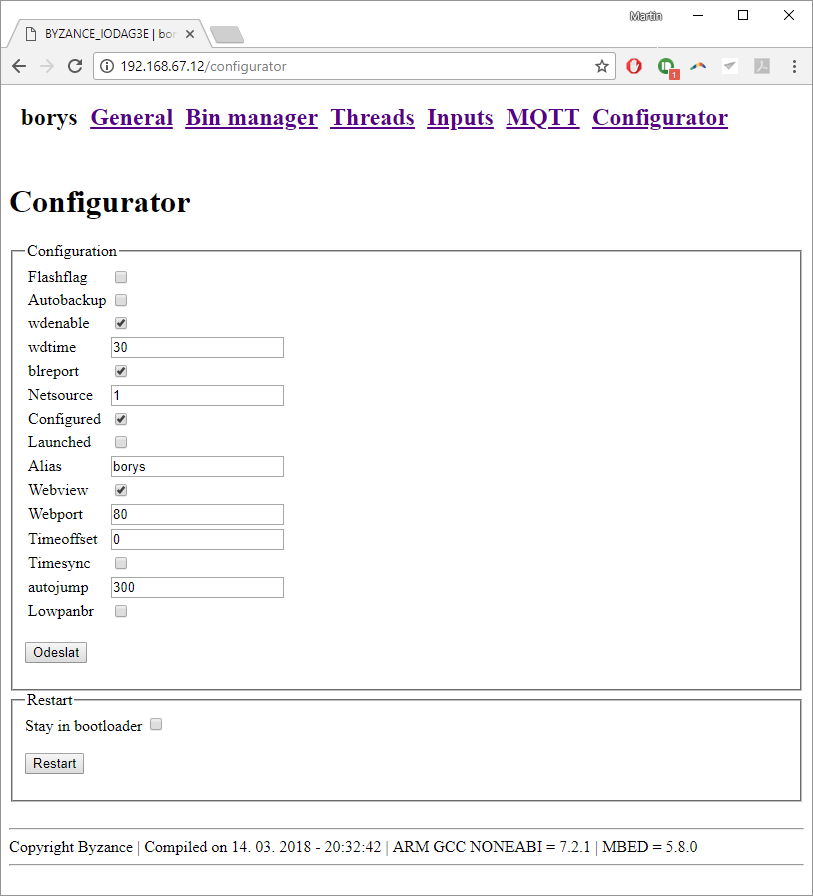 Martin
BYZANCE_IODAG3E | bor
192.168.67.12/configurator
1
borys General Bin manager Threads Inputs MQTT Configurator
Configurator
Configuration
Flashflag
Autobackup
wdenable
wdtime 30
blreport
Netsource 1
Configured
Launched
Alias borys
Webview
Webport 80
Timeoffset 0
Timesync
autojump 300
Lowpanbr
Odeslat
Restart
Stay in bootloader
Restart
Copyright Byzance | Compiled on 14. 03. 2018 - 20:32:42 | ARM GCC NONEABI = 7.2.1 | MBED = 5.8.0